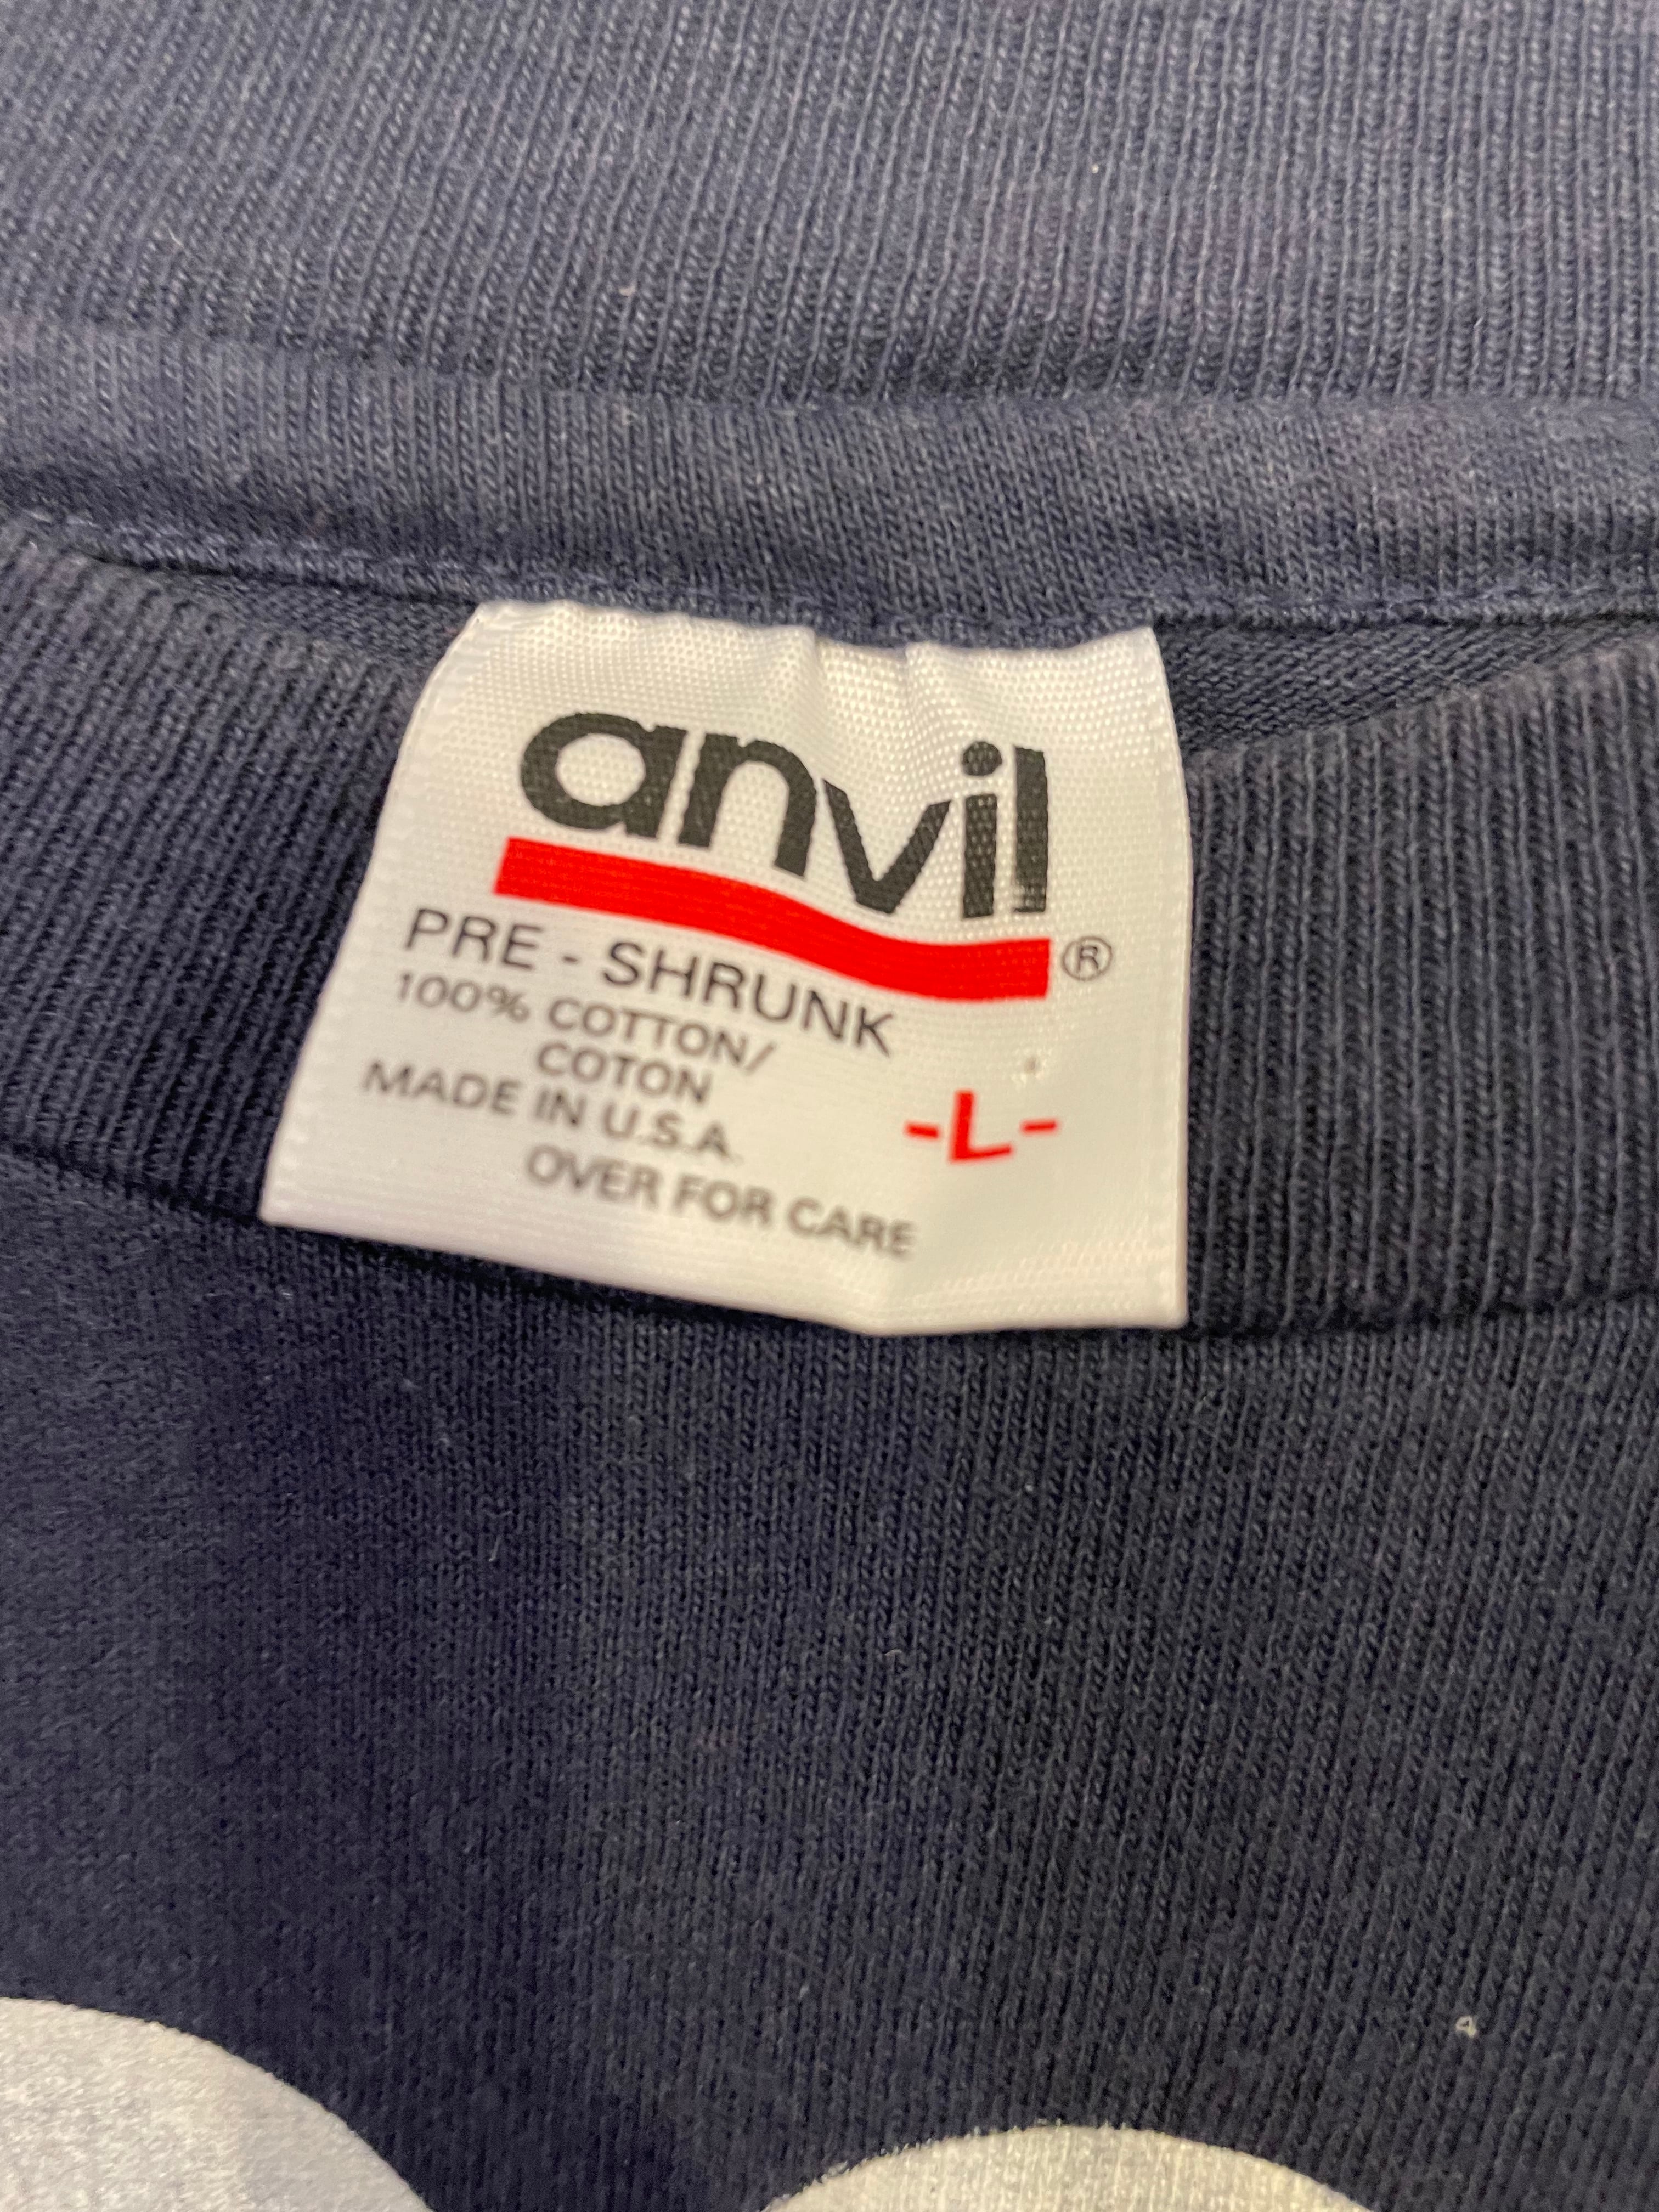 anvil
®
PRE - SHRUNK
100% COTTON/
COTON
MADE IN U.S.A.
-L-
OVER FOR CARE